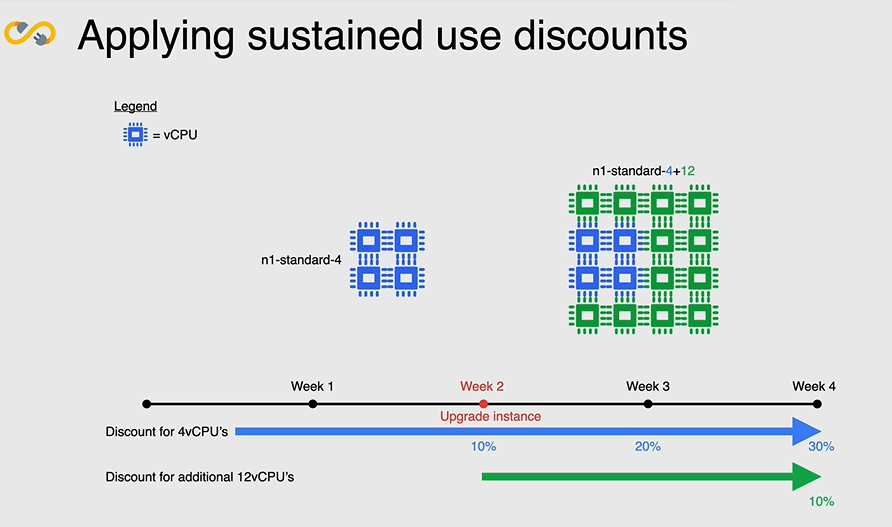 Applying sustained use discounts
Legend
= vCPU
n1-standard-4+12
n1-standard-4
Week 1
Week 2
Week 3
Week 4
Upgrade instance
Discount for 4vCPU's
10%
20%
30%
Discount for additional 12vCPU's
10%